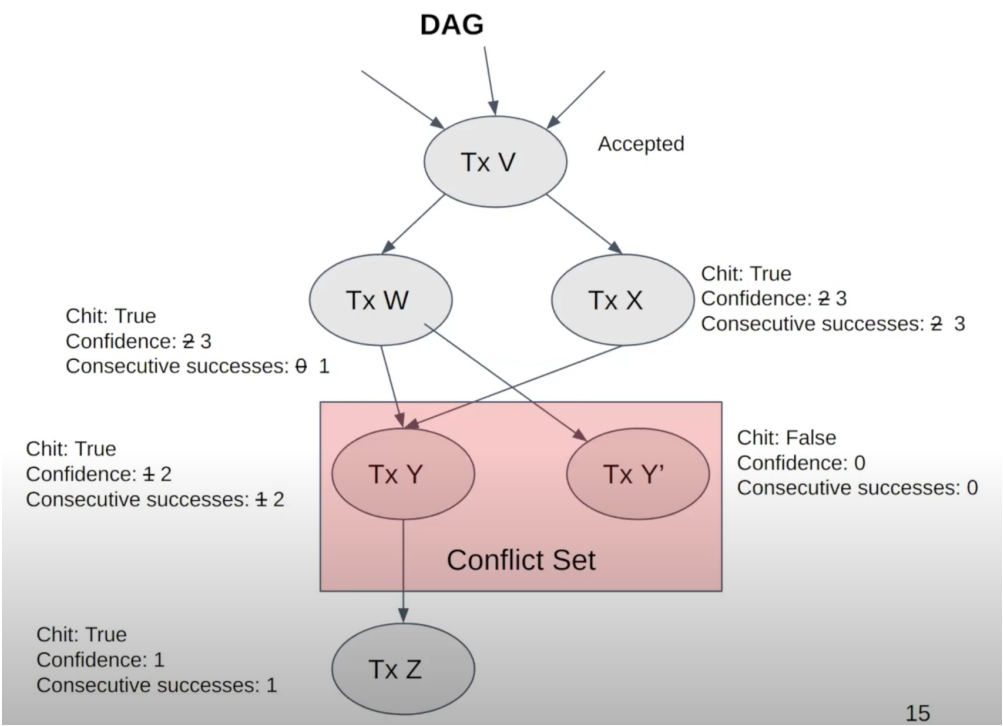 DAG
Tx V
Accepted
Tx W
Tx X
Chit: True
Confidence: 2 3
Consecutive successes: 2 3
Chit: True
Confidence: 2 3
Consecutive successes: 0 1
Chit: True
Confidence: 1 2
Consecutive successes: 1 2
Tx Y
Tx Y’
Chit: False
Confidence: 0
Consecutive successes: 0
Conflict Set
Chit: True
Confidence: 1
Consecutive successes: 1
Tx Z
15